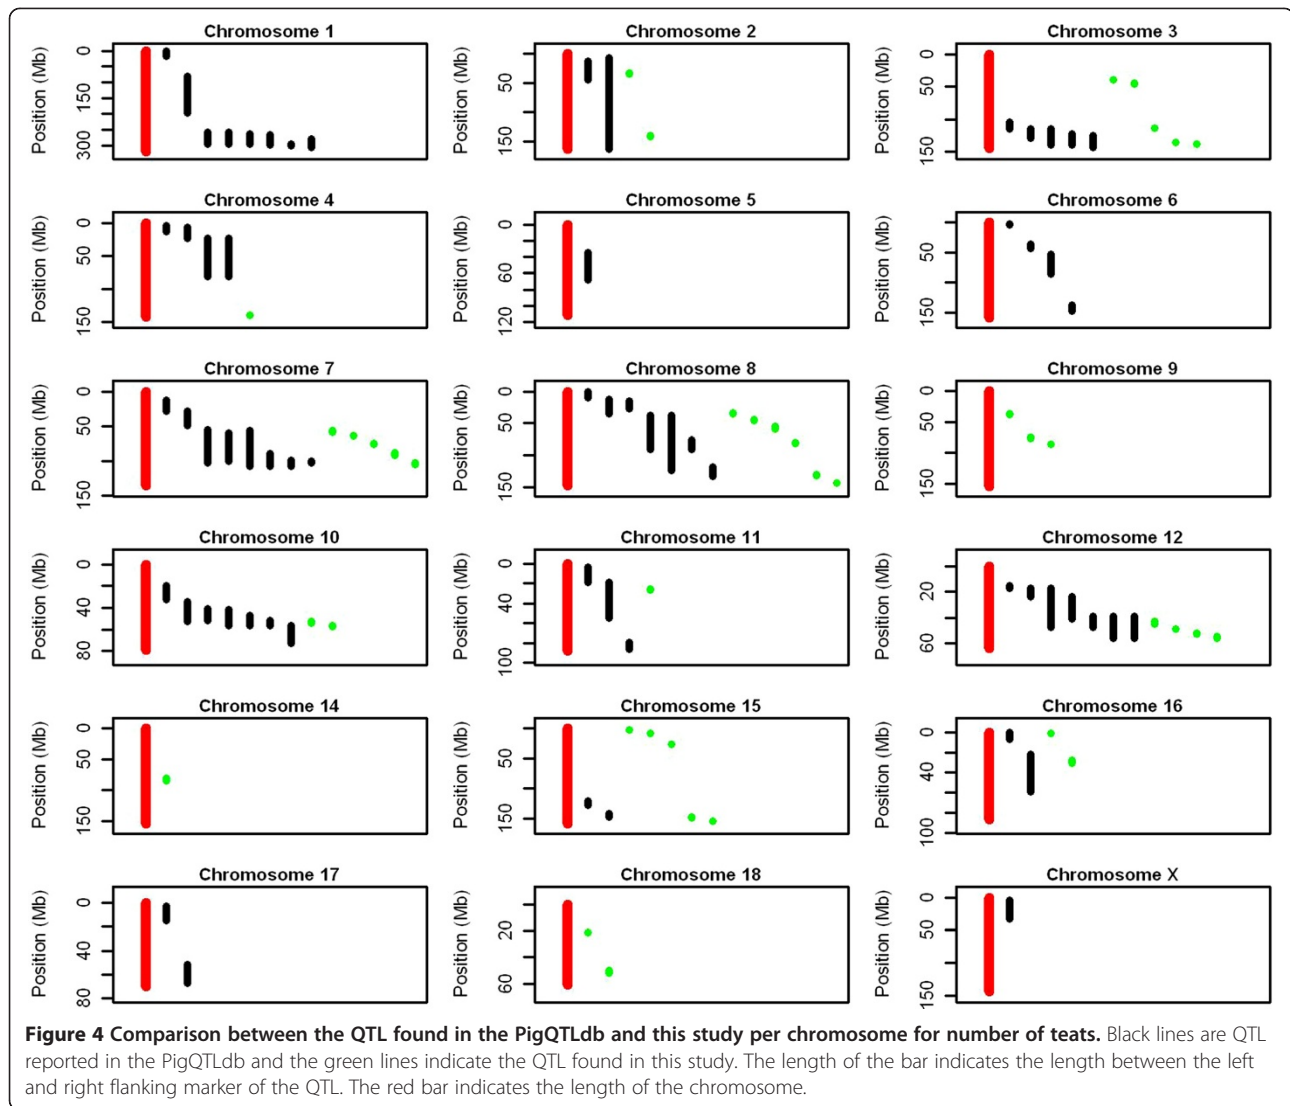 Chromosome 1
Chromosome 2
Chromosome 3
Position (Mb)
0
150
300
Position (Mb)
50
150
Position (Mb)
0
50
150
Chromosome 4
Chromosome 5
Chromosome 6
Position (Mb)
0
50
150
Position (Mb)
0
60
120
Position (Mb)
50
150
Chromosome 7
Chromosome 8
Chromosome 9
Position (Mb)
0
50
150
Position (Mb)
0
50
150
Position (Mb)
0
50
150
Chromosome 10
Chromosome 11
Chromosome 12
Position (Mb)
0
40
80
Position (Mb)
0
40
100
Position (Mb)
20
60
Chromosome 14
Chromosome 15
Chromosome 16
Position (Mb)
0
50
150
Position (Mb)
50
150
Position (Mb)
0
40
100
Chromosome 17
Chromosome 18
Chromosome X
Position (Mb)
0
40
80
Position (Mb)
20
60
Position (Mb)
0
50
150
Figure 4 Comparison between the QTL found in the PigQTLdb and this study per chromosome for number of teats. Black lines are QTL
reported in the PigQTLdb and the green lines indicate the QTL found in this study. The length of the bar indicates the length between the left
and right flanking marker of the QTL. The red bar indicates the length of the chromosome.